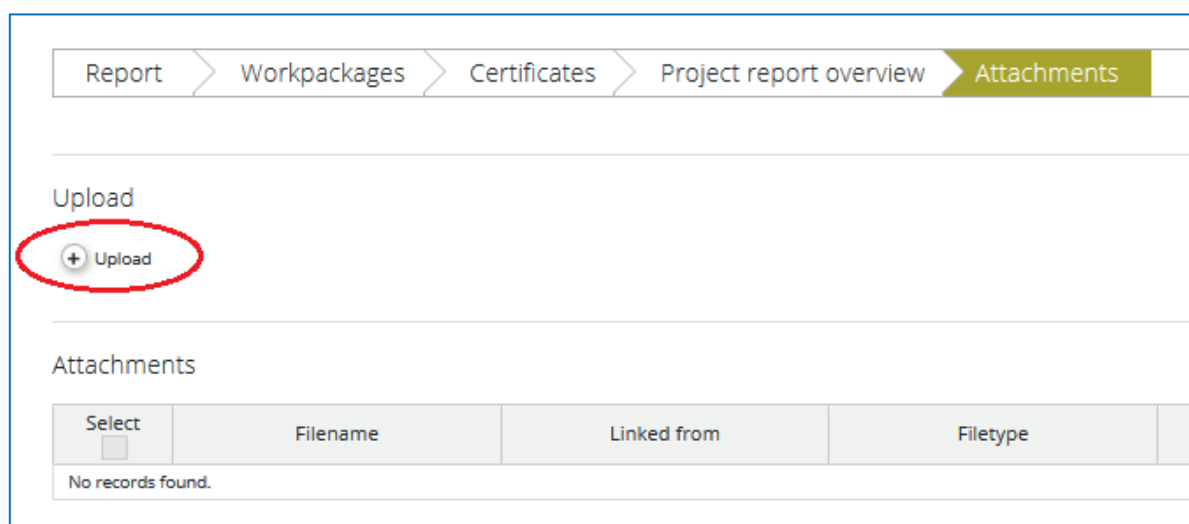 Report Workpackages Certificates Project report overview Attachments
Upload
Upload
Attachments
Select Filename Linked from Filetype
No records found.